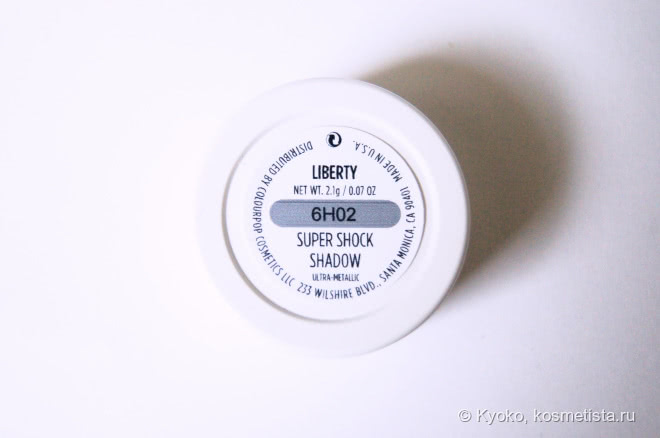 LIBERTY
NET WT. 2.1g / 0.07 OZ
6H02
SUPER SHOCK
SHADOW
ULTRA-METALLIC
DISTRIBUTED BY COLOURPOP COSMETICS LLC 233 WILSHIRE BLVD., SANTA MONICA, CA 90401 MADE IN U.S.A.
© Kyoko, kosmetista.ru